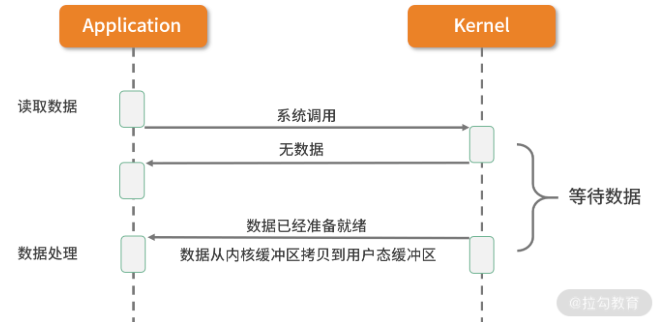 Application
Kernel
读取数据
系统调用
无数据
等待数据
数据已经准备就绪
数据处理
数据从内核缓冲区拷贝到用户态缓冲区
@拉勾教育